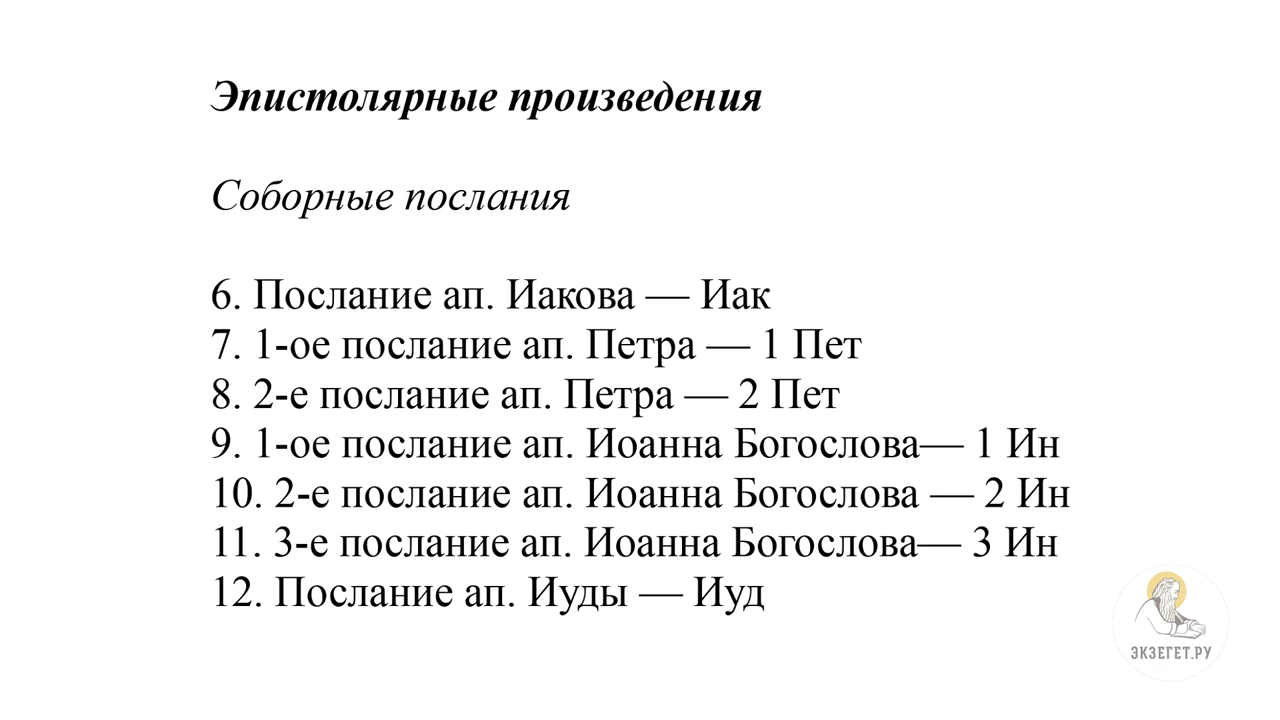 Эпистолярные произведения
Соборные послания
6. Послание ап. Иакова — Иак
7. 1-ое послание ап. Петра — 1 Пет
8. 2-е послание ап. Петра — 2 Пет
9. 1-ое послание ап. Иоанна Богослова— 1 Ин
10. 2-е послание ап. Иоанна Богослова — 2 Ин
11. 3-е послание ап. Иоанна Богослова— 3 Ин
12. Послание ап. Иуды — Иуд
ЭКЗЕГЕТ.РУ